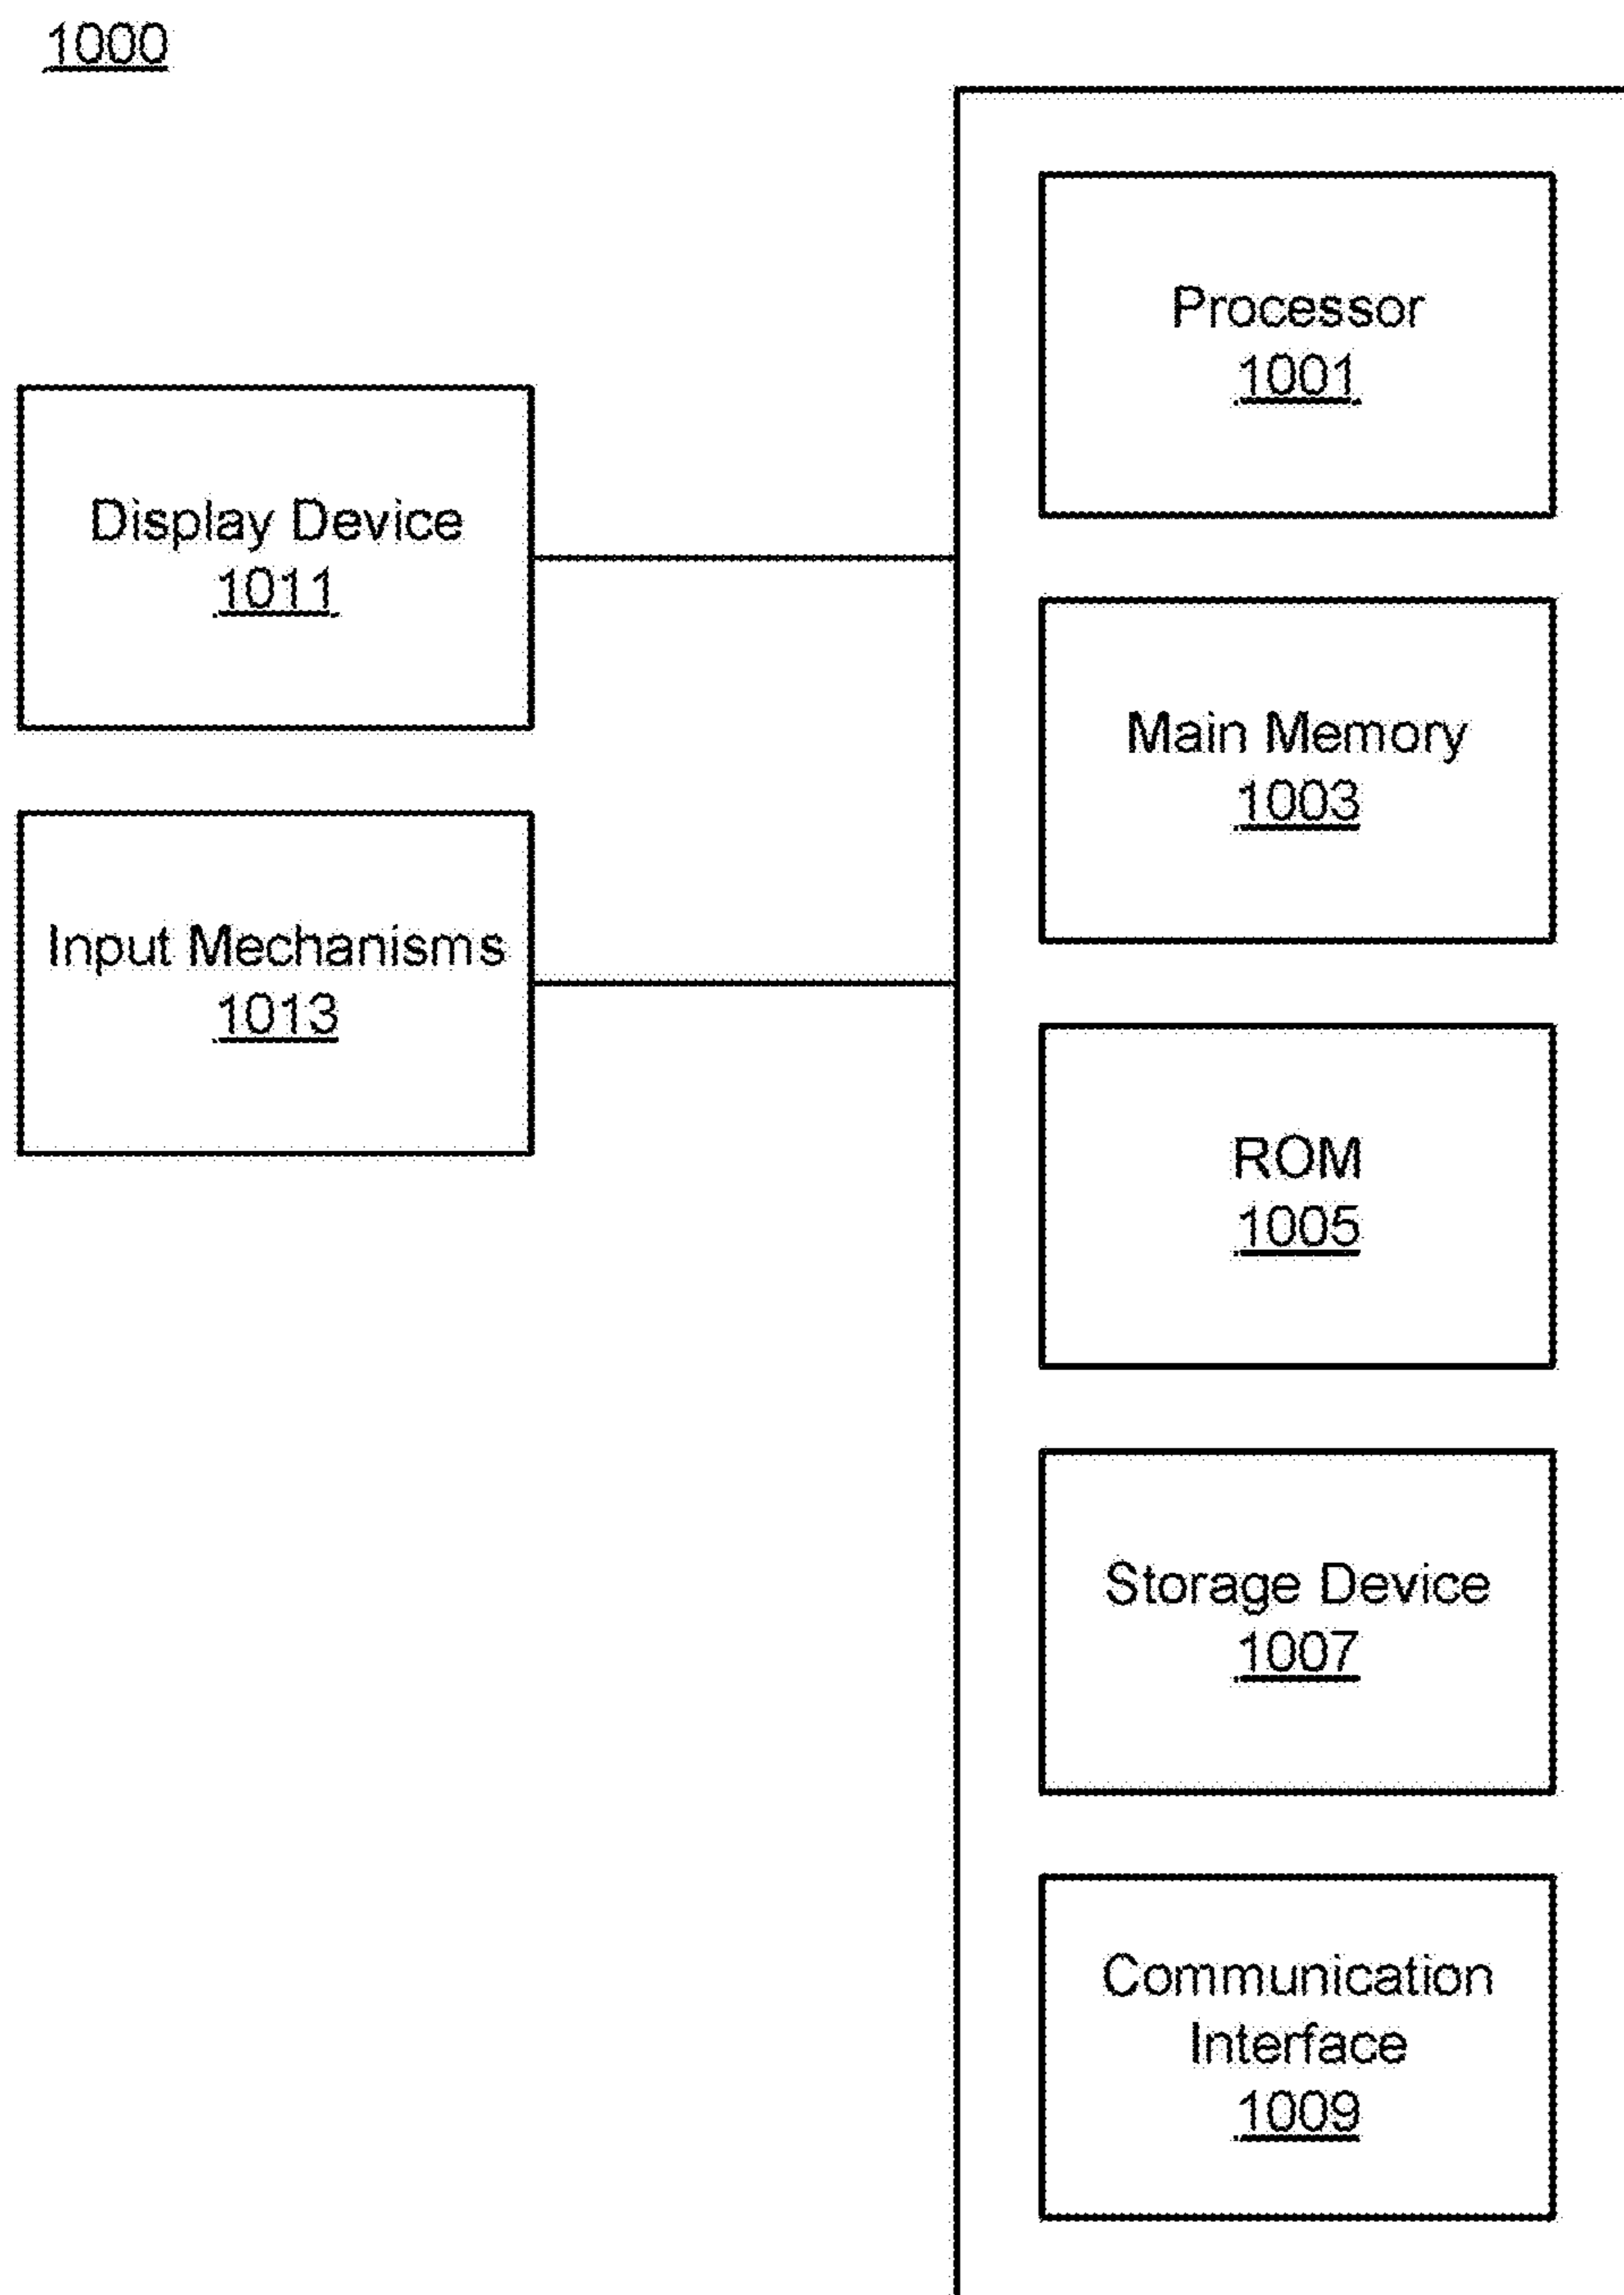 1000
Processor
1001
Display Device
1011
Main Memory
1003
Input Mechanisms
1013
ROM
1005
Storage Device
1007
Communication
Interface
1009